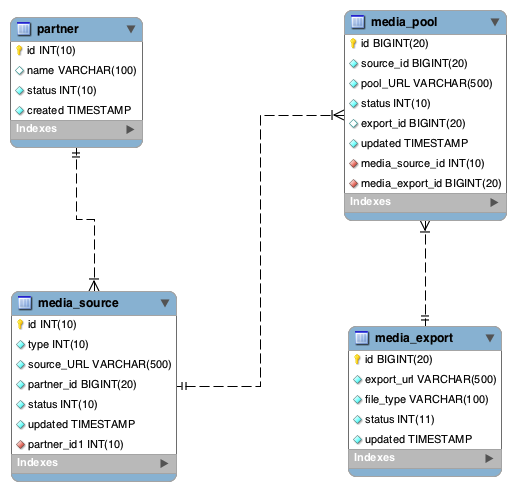 partner
id INT(10)
name VARCHAR(100)
status INT(10)
created TIMESTAMP
Indexes
media_pool
id BIGINT(20)
source_id BIGINT(20)
pool_URL VARCHAR(500)
status INT(10)
export_id BIGINT(20)
updated TIMESTAMP
media_source_id INT(10)
media_export_id BIGINT(20)
Indexes
media_source
id INT(10)
type INT(10)
source_URL VARCHAR(500)
partner_id BIGINT(20)
status INT(10)
updated TIMESTAMP
partner_id1 INT(10)
Indexes
media_export
id BIGINT(20)
export_url VARCHAR(500)
file_type VARCHAR(100)
status INT(11)
updated TIMESTAMP
Indexes